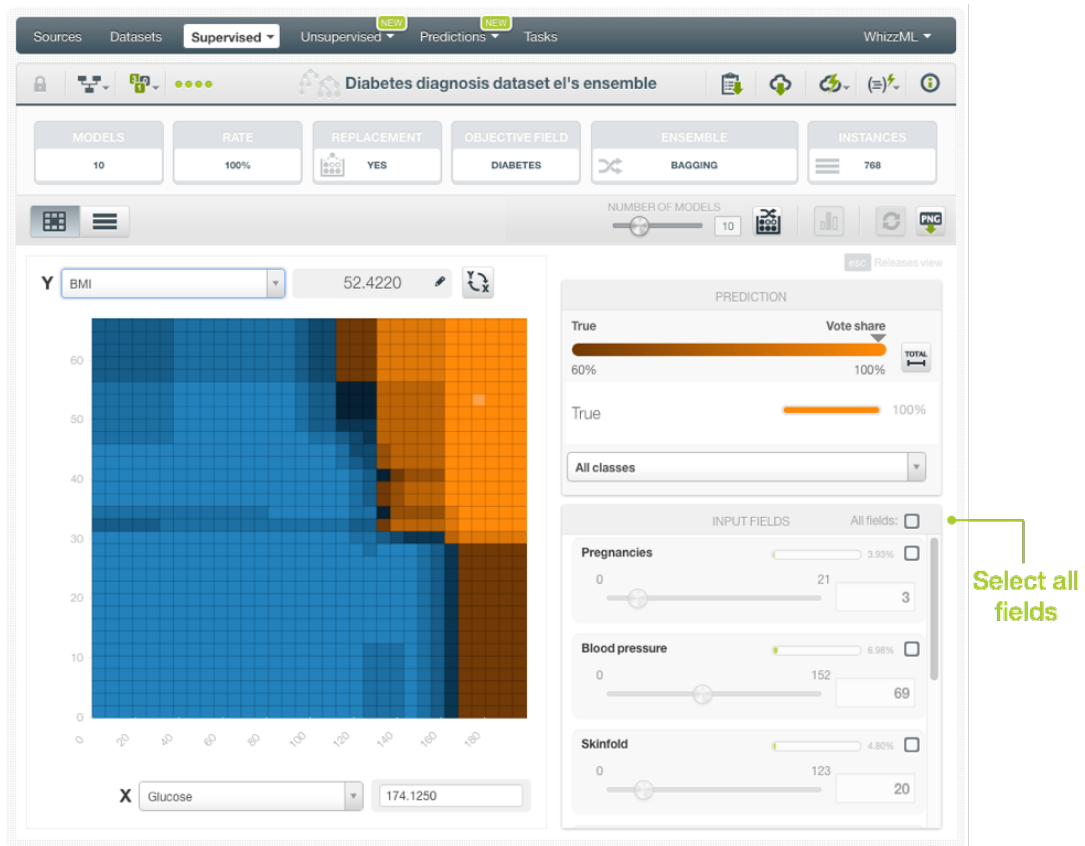 NEW NEW
Sources Datasets Supervised Unsupervised Predictions Tasks WhizzML
Diabetes diagnosis dataset el's ensemble
MODELS RATE REPLACEMENT OBJECTIVE FIELD ENSEMBLE INSTANCES
10 100% YES DIABETES BAGGING 768
NUMBER OF MODELS
10 PNG
esc Releases view
Y BMI 52.4220 Y X
PREDICTION
True Vote share
TOTAL
60% 100%
True 100%
All classes
INPUT FIELDS All fields:
Pregnancies 3.93%
0 21
3
Blood pressure 6.98%
0 152
69
Skinfold 4.80%
0 123
20
Select all
fields
60
50
40
30
20
10
0
0 20 40 60 80 100 120 140 160 180
X Glucose 174.1250